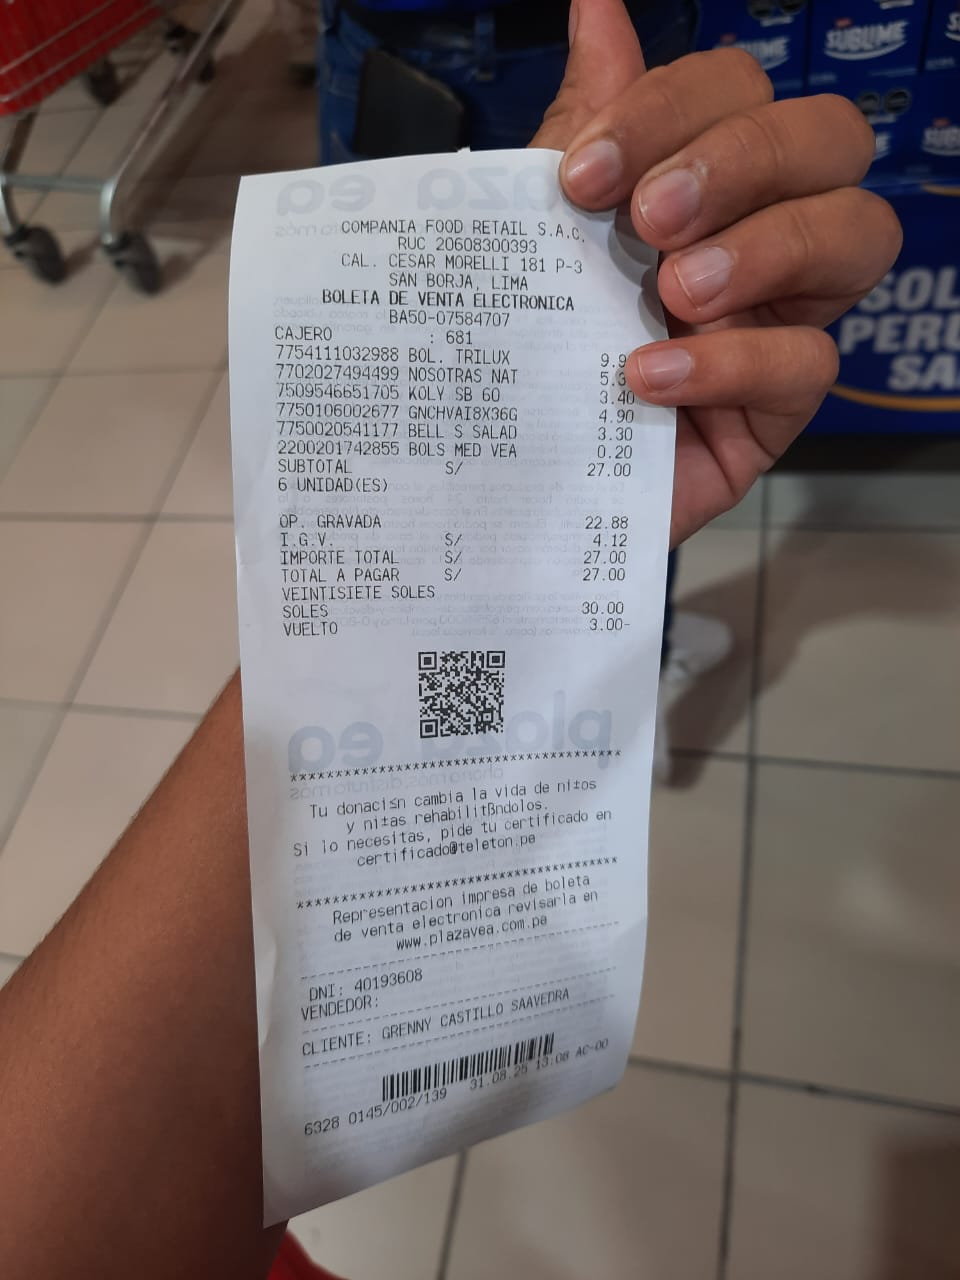 COMPANIA FOOD RETAIL S.A.C.
RUC 20608300393
CAL. CESAR MORELLI 181 P-3
SAN BORJA, LIMA
BOLETA DE VENTA ELECTRONICA
BA50-07584707
CAJERO : 681
7754111032988 BOL. TRILUX 9.9
7702027494499 NOSOTRAS NAT 5.3
7509546651705 KOLY SB 60 3.40
7750106002677 GNCHVAI8X36G 4.90
7750020541177 BELL S SALAD 3.30
2200201742855 BOLS MED VEA 0.20
SUBTOTAL S/ 27.00
6 UNIDAD(ES)
OP. GRAVADA 22.88
I.G.V. S/ 4.12
IMPORTE TOTAL S/ 27.00
TOTAL A PAGAR S/ 27.00
VEINTISIETE SOLES
SOLES 30.00
VUELTO 3.00-
Tu donaci≤n cambia la vida de ni±os
y ni±as rehabilitßndolos.
Si lo necesitas, pide tu certificado en
certificado@teleton.pe
Representacion impresa de boleta
de venta electronica revisarla en
www.plazavea.com.pe
DNI: 40193608
VENDEDOR:
CLIENTE: GRENNY CASTILLO SAAVEDRA
6328 0145/002/139 31.08.25 13:08 AC-00
SUBLIME
SOL
PERU
SA